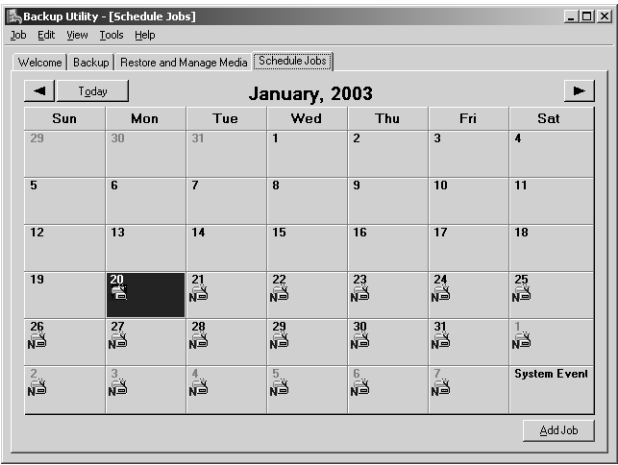 Backup Utility - [Schedule Jobs]
Job Edit View Tools Help
Welcome Backup Restore and Manage Media Schedule Jobs
Today January, 2003
Sun Mon Tue Wed Thu Fri Sat
29 30 31 1 2 3 4
5 6 7 8 9 10 11
12 13 14 15 16 17 18
19 20 21 22 23 24 25
N N N N N
26 27 28 29 30 31 1
N N N N N N N
2 3 4 5 6 7 System Event
N N N N N N
Add Job